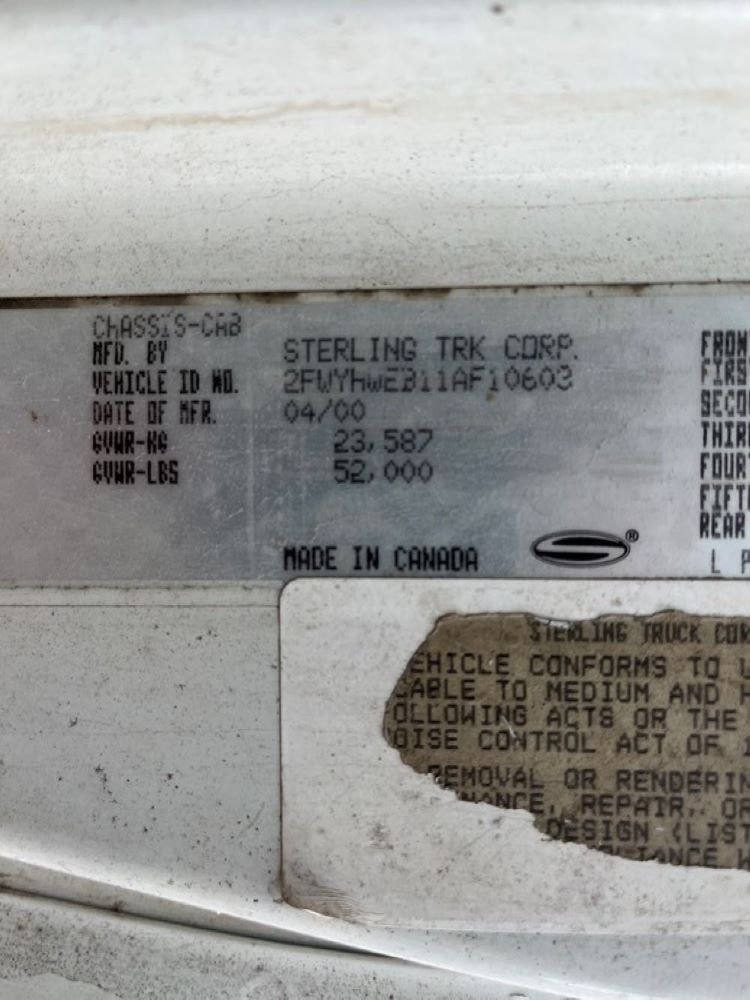 CHASSIS-CAB
MFD. BY STERLING TRK CORP.
VEHICLE ID NO. 2FWYHWEB11AF10603
DATE OF MFR. 04/00
GVWR-KG 23,587
GVWR-LBS 52,000
MADE IN CANADA
®
FRON
FIRS
SECO
THIR
FOUR
FIFT
REAR
L P
STERLING TRUCK COR
EHICLE CONFORMS TO U
CABLE TO MEDIUM AND H
OLLOWING ACTS OR THE
OISE CONTROL ACT OF 1
REMOVAL OR RENDERIN
NANCE, REPAIR, OR
DESIGN (LIST
IANCE W